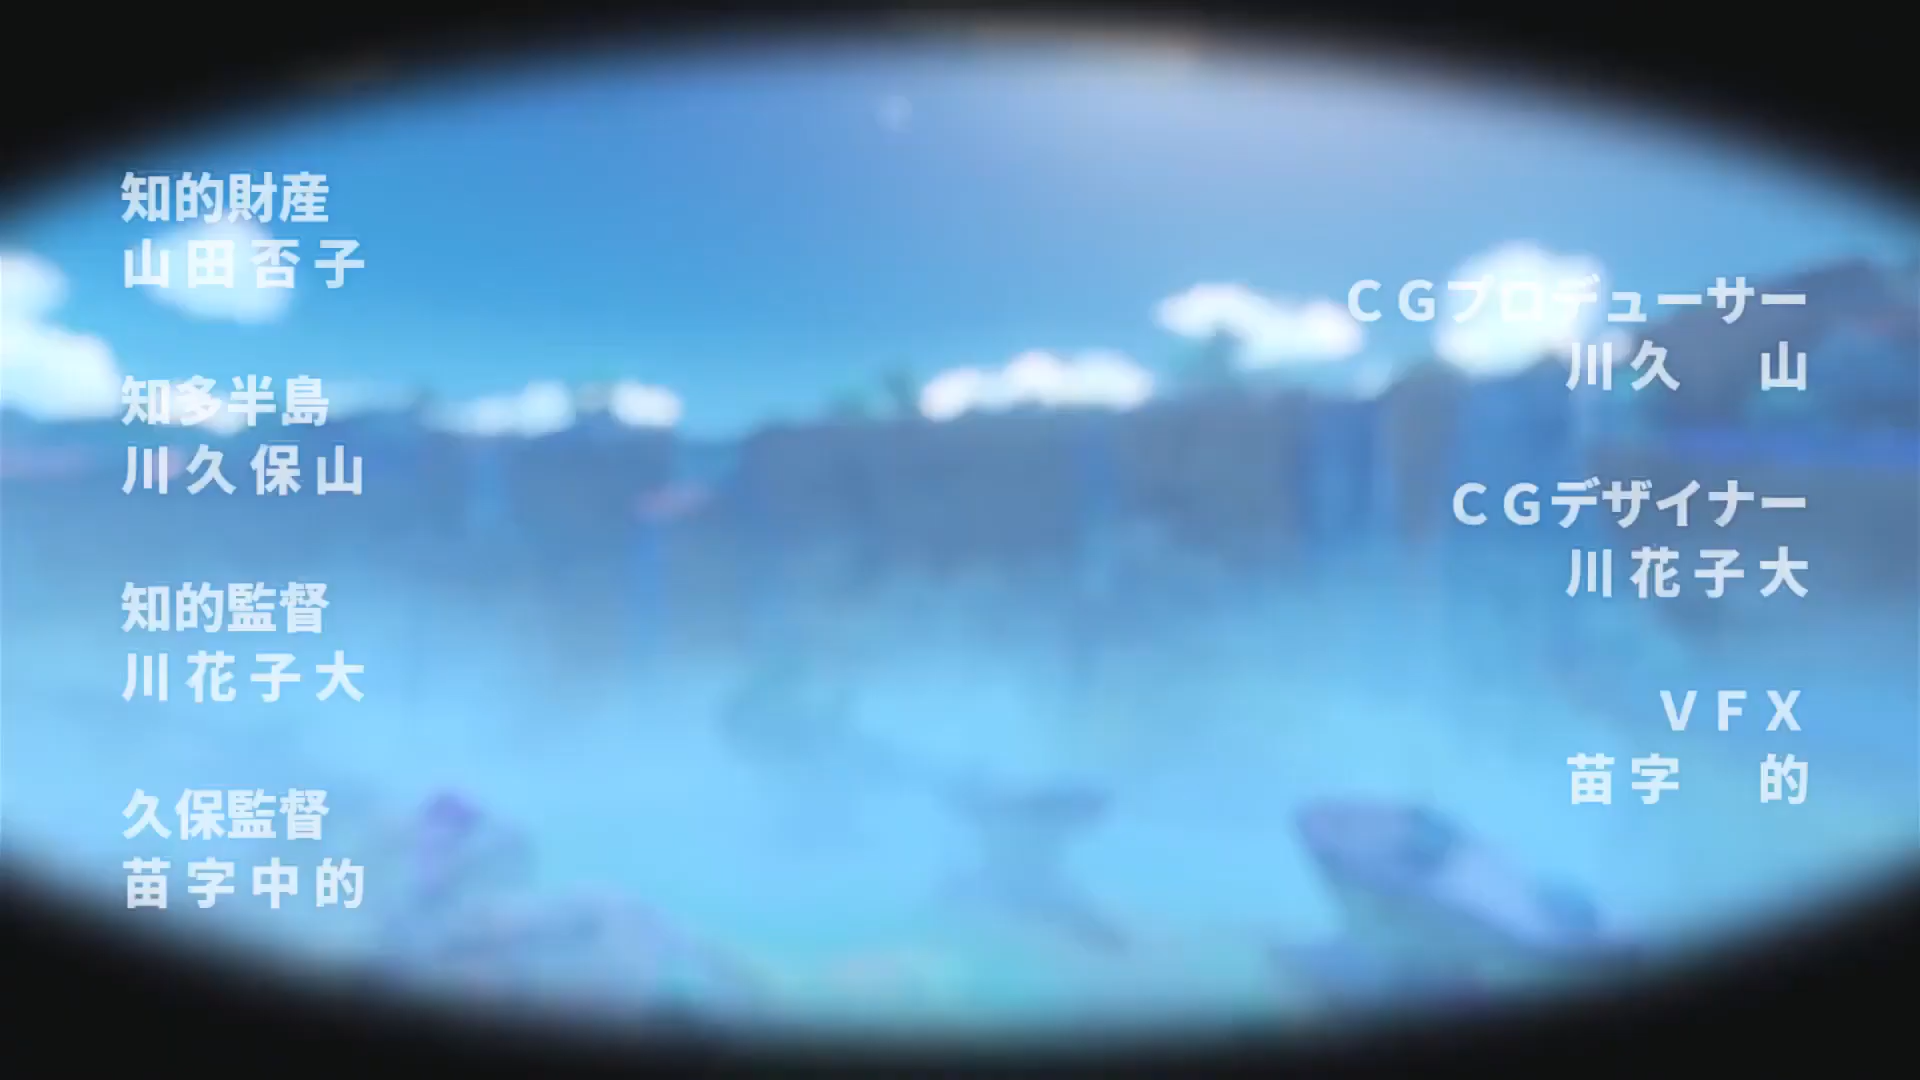 知的財産
山田否子
知多半島
川久保山
知的監督
川花子大
久保監督
苗字中的
CGプロデューサー
川久　山
CGデザイナー
川花子大
VFX
苗字　的